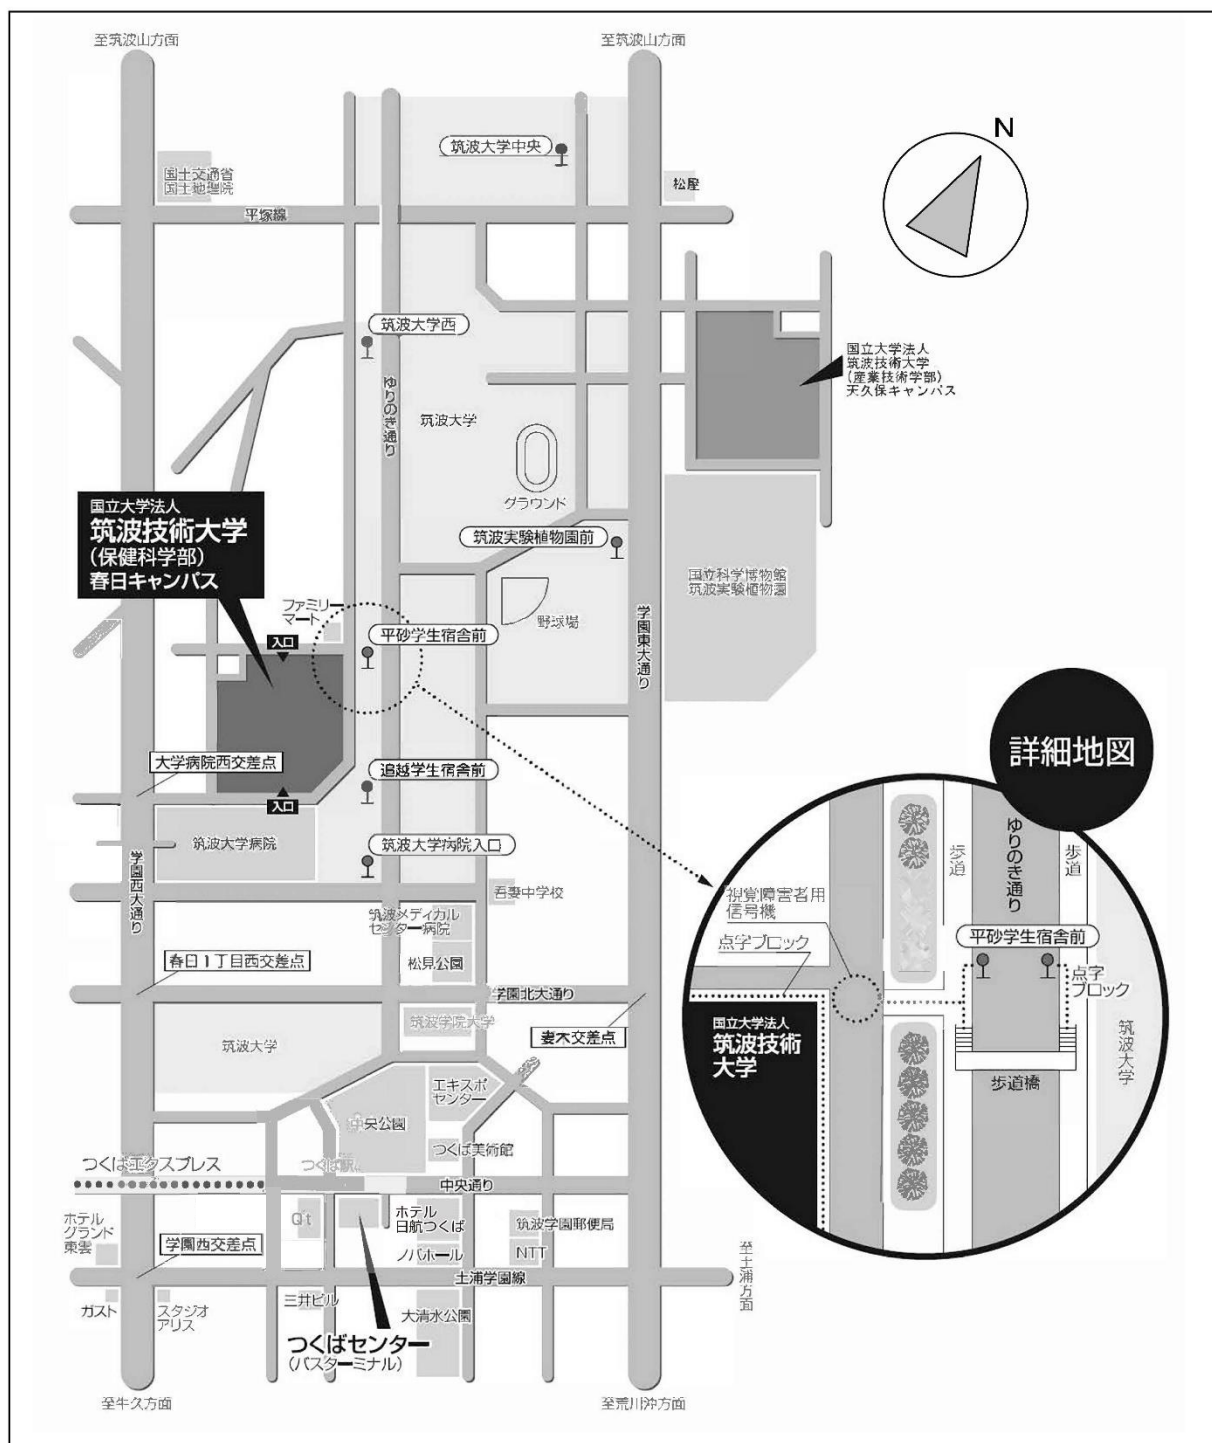 至筑波山方面
至筑波山方面
N
筑波大学中央
国土交通省
国土地理院
松屋
平塚線
筑波大学西
国立大学法人
筑波技術大学
(産業技術学部)
天久保キャンパス
ゆりのき通り
筑波大学
グラウンド
国立大学法人
筑波技術大学
(保健科学部)
春日キャンパス
筑波実験植物園前
国立科学博物館
筑波実験植物園
ファミリー
マート
野球場
学園東大通り
入口
平砂学生宿舎前
大学病院西交差点
追越学生宿舎前
入口
筑波大学病院
筑波大学病院入口
学園西大通り
吾妻中学校
筑波メディカル
センター病院
松見公園
春日1丁目西交差点
学園北大通り
筑波学院大学
妻木交差点
筑波大学
エキスポ
センター
中央公園
つくば美術館
つくばエクスプレス
つくば駅
中央通り
ホテル
グランド
東雲
Q't
ホテル
日航つくば
筑波学園郵便局
学園西交差点
ノバホール
NTT
土浦学園線
至土浦方面
ガスト
スタジオ
アリス
三井ビル
大清水公園
つくばセンター
(バスターミナル)
至牛久方面
至荒川沖方面
詳細地図
ゆりのき通り
歩道
歩道
視覚障害者用
信号機
点字ブロック
平砂学生宿舎前
点字
ブロック
国立大学法人
筑波技術
大学
歩道橋
筑波大学